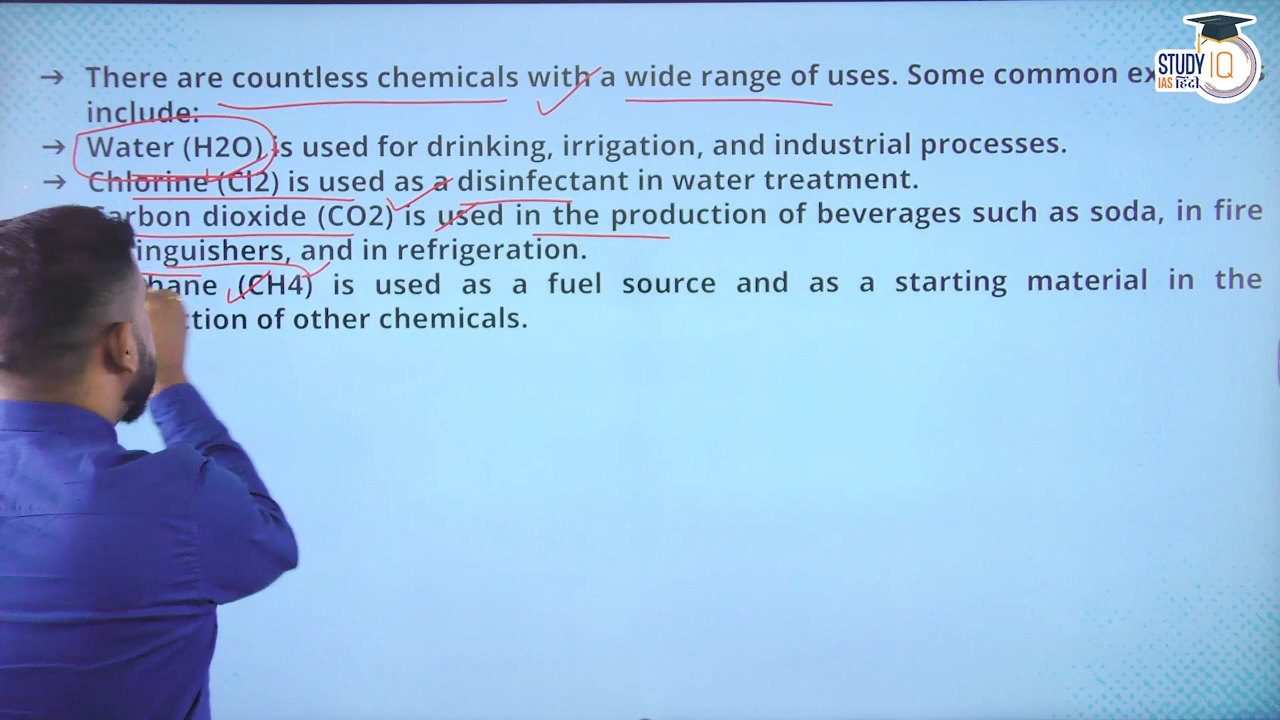 → There are countless chemicals with a wide range of uses. Some common ex
include:
→ Water (H2O) is used for drinking, irrigation, and industrial processes.
→ Chlorine (Cl2) is used as a disinfectant in water treatment.
Carbon dioxide (CO2) is used in the production of beverages such as soda, in fire
inguishers, and in refrigeration.
hane (CH4) is used as a fuel source and as a starting material in the
ction of other chemicals.
STUDY IQ
IAS हिंदी